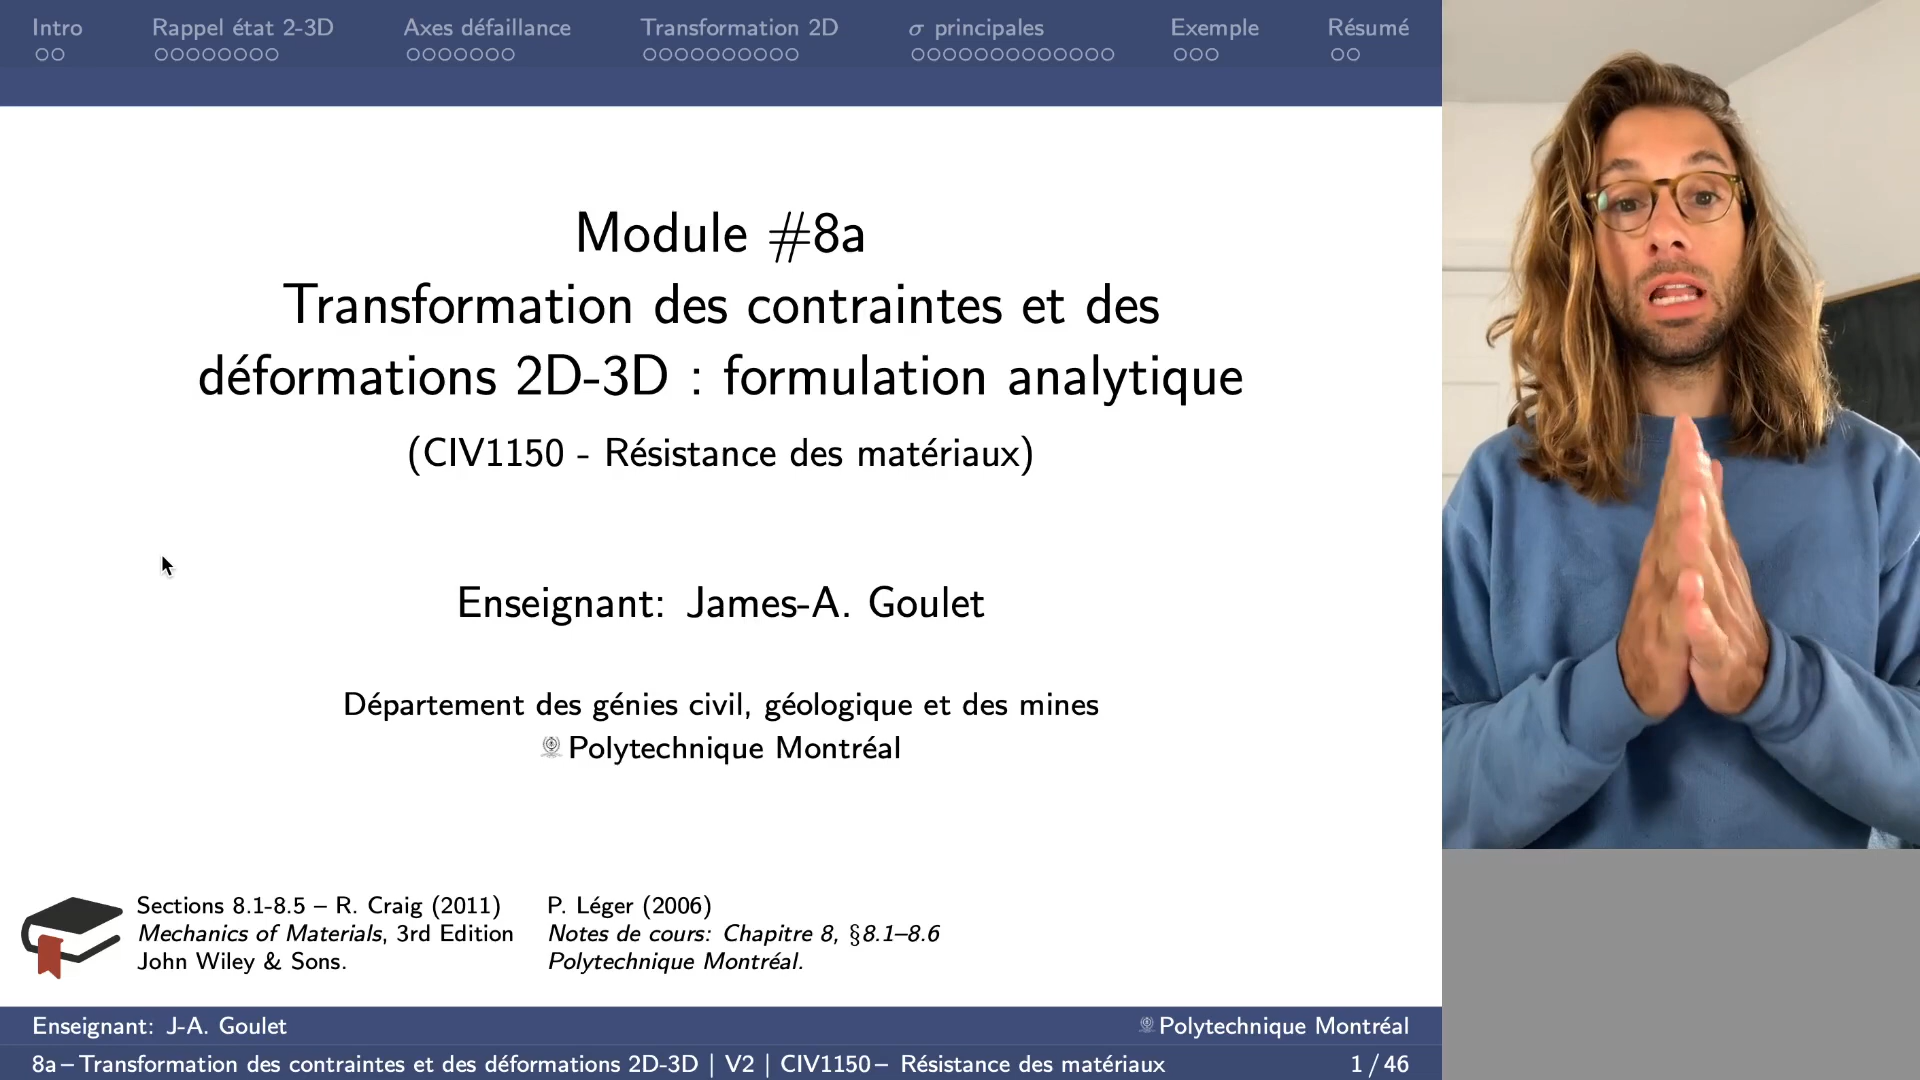 Intro Rappel état 2-3D Axes défaillance Transformation 2D σ principales Exemple Résumé
Module #8a
Transformation des contraintes et des
déformations 2D-3D : formulation analytique
(CIV1150 - Résistance des matériaux)
Enseignant: James-A. Goulet
Département des génies civil, géologique et des mines
Polytechnique Montréal
Sections 8.1-8.5 – R. Craig (2011)
Mechanics of Materials, 3rd Edition
John Wiley & Sons.
P. Léger (2006)
Notes de cours: Chapitre 8, §8.1–8.6
Polytechnique Montréal.
Enseignant: J-A. Goulet Polytechnique Montréal
8a – Transformation des contraintes et des déformations 2D-3D | V2 | CIV1150 – Résistance des matériaux 1 / 46